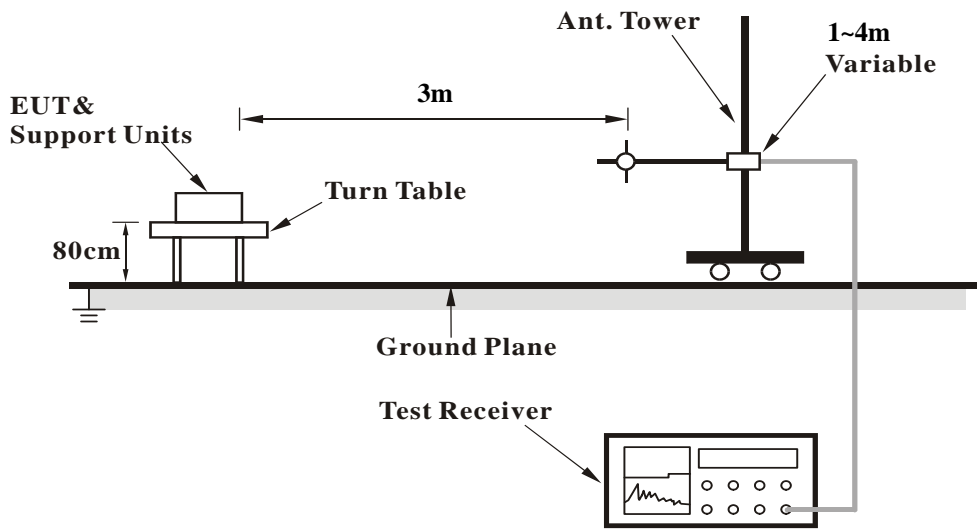 Ant. Tower
1~4m
Variable
3m
EUT&
Support Units
Turn Table
80cm
Ground Plane
Test Receiver